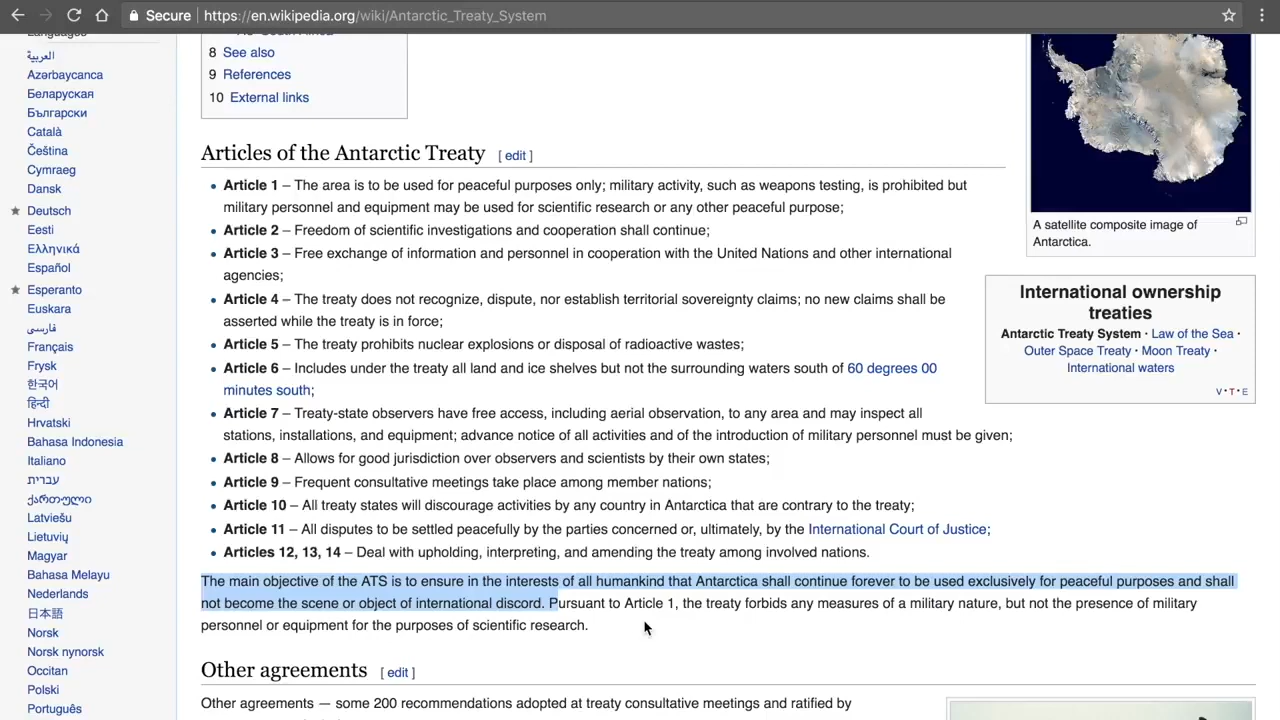 Secure https://en.wikipedia.org/wiki/Antarctic_Treaty_System
Languages
العربية
Azərbaycanca
Беларуская
Български
Català
Čeština
Cymraeg
Dansk
Deutsch
Eesti
Ελληνικά
Español
Esperanto
Euskara
فارسی
Français
Frysk
한국어
हिन्दी
Hrvatski
Bahasa Indonesia
Italiano
עברית
ქართული
Latviešu
Lietuvių
Magyar
Bahasa Melayu
Nederlands
日本語
Norsk
Norsk nynorsk
Occitan
Polski
Português
8 See also
9 References
10 External links
Articles of the Antarctic Treaty [ edit ]
• Article 1 – The area is to be used for peaceful purposes only; military activity, such as weapons testing, is prohibited but
military personnel and equipment may be used for scientific research or any other peaceful purpose;
• Article 2 – Freedom of scientific investigations and cooperation shall continue;
• Article 3 – Free exchange of information and personnel in cooperation with the United Nations and other international
agencies;
• Article 4 – The treaty does not recognize, dispute, nor establish territorial sovereignty claims; no new claims shall be
asserted while the treaty is in force;
• Article 5 – The treaty prohibits nuclear explosions or disposal of radioactive wastes;
• Article 6 – Includes under the treaty all land and ice shelves but not the surrounding waters south of 60 degrees 00
minutes south;
• Article 7 – Treaty-state observers have free access, including aerial observation, to any area and may inspect all
stations, installations, and equipment; advance notice of all activities and of the introduction of military personnel must be given;
• Article 8 – Allows for good jurisdiction over observers and scientists by their own states;
• Article 9 – Frequent consultative meetings take place among member nations;
• Article 10 – All treaty states will discourage activities by any country in Antarctica that are contrary to the treaty;
• Article 11 – All disputes to be settled peacefully by the parties concerned or, ultimately, by the International Court of Justice;
• Articles 12, 13, 14 – Deal with upholding, interpreting, and amending the treaty among involved nations.
The main objective of the ATS is to ensure in the interests of all humankind that Antarctica shall continue forever to be used exclusively for peaceful purposes and shall
not become the scene or object of international discord. Pursuant to Article 1, the treaty forbids any measures of a military nature, but not the presence of military
personnel or equipment for the purposes of scientific research.
Other agreements [ edit ]
Other agreements — some 200 recommendations adopted at treaty consultative meetings and ratified by
A satellite composite image of
Antarctica.
International ownership
treaties
Antarctic Treaty System · Law of the Sea ·
Outer Space Treaty · Moon Treaty ·
International waters
V · T · E